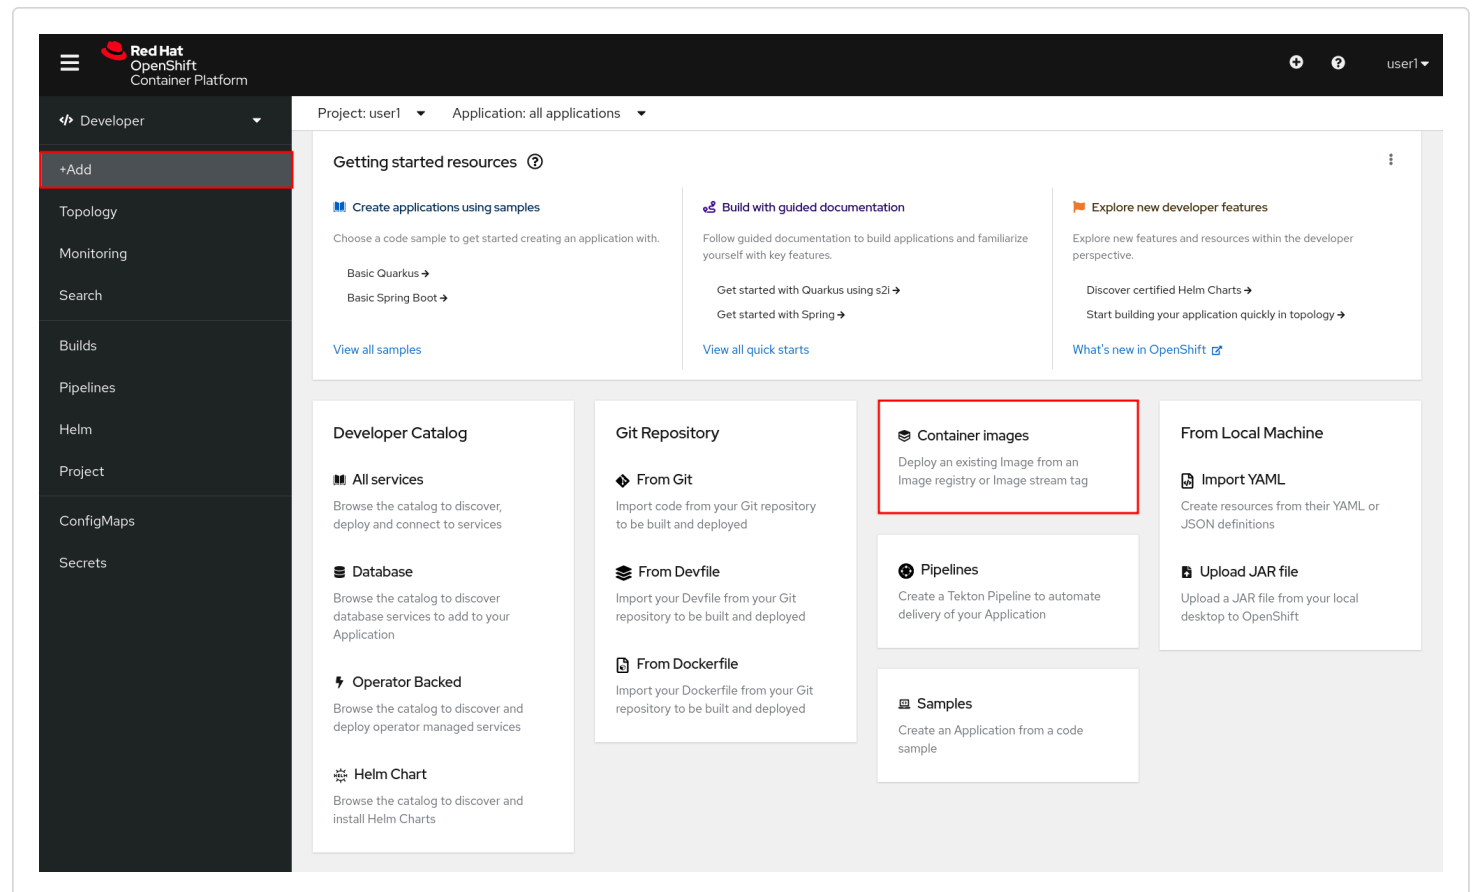 Red Hat
OpenShift
Container Platform
user1
Developer
Project: user1
Application: all applications
+Add
Topology
Monitoring
Search
Builds
Pipelines
Helm
Project
ConfigMaps
Secrets
Getting started resources
Create applications using samples
Choose a code sample to get started creating an application with.
Basic Quarkus
Basic Spring Boot
View all samples
Build with guided documentation
Follow guided documentation to build applications and familiarize
yourself with key features.
Get started with Quarkus using s2i
Get started with Spring
View all quick starts
Explore new developer features
Explore new features and resources within the developer
perspective.
Discover certified Helm Charts
Start building your application quickly in topology
What's new in OpenShift
Developer Catalog
All services
Browse the catalog to discover,
deploy and connect to services
Database
Browse the catalog to discover
database services to add to your
Application
Operator Backed
Browse the catalog to discover and
deploy operator managed services
Helm Chart
Browse the catalog to discover and
install Helm Charts
Git Repository
From Git
Import code from your Git repository
to be built and deployed
From Devfile
Import your Devfile from your Git
repository to be built and deployed
From Dockerfile
Import your Dockerfile from your Git
repository to be built and deployed
Container images
Deploy an existing Image from an
Image registry or Image stream tag
Pipelines
Create a Tekton Pipeline to automate
delivery of your Application
Samples
Create an Application from a code
sample
From Local Machine
Import YAML
Create resources from their YAML or
JSON definitions
Upload JAR file
Upload a JAR file from your local
desktop to OpenShift